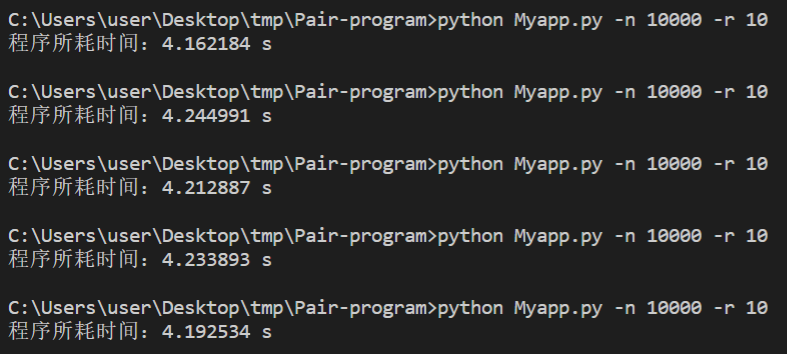 C:\Users\user\Desktop\tmp\Pair-program>python Myapp.py -n 10000 -r 10
程序所耗时间：4.162184 s
C:\Users\user\Desktop\tmp\Pair-program>python Myapp.py -n 10000 -r 10
程序所耗时间：4.244991 s
C:\Users\user\Desktop\tmp\Pair-program>python Myapp.py -n 10000 -r 10
程序所耗时间：4.212887 s
C:\Users\user\Desktop\tmp\Pair-program>python Myapp.py -n 10000 -r 10
程序所耗时间：4.233893 s
C:\Users\user\Desktop\tmp\Pair-program>python Myapp.py -n 10000 -r 10
程序所耗时间：4.192534 s